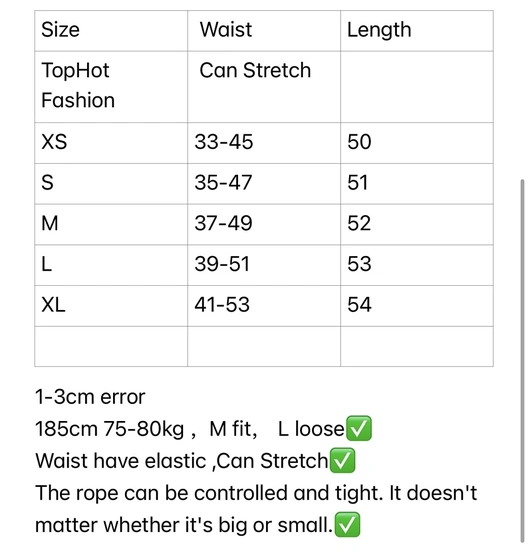 Size Waist Length
TopHot Can Stretch
Fashion
XS 33-45 50
S 35-47 51
M 37-49 52
L 39-51 53
XL 41-53 54
1-3cm error
185cm 75-80kg ,  M fit,   L loose✅
Waist have elastic ,Can Stretch✅
The rope can be controlled and tight. It doesn't
matter whether it's big or small.✅